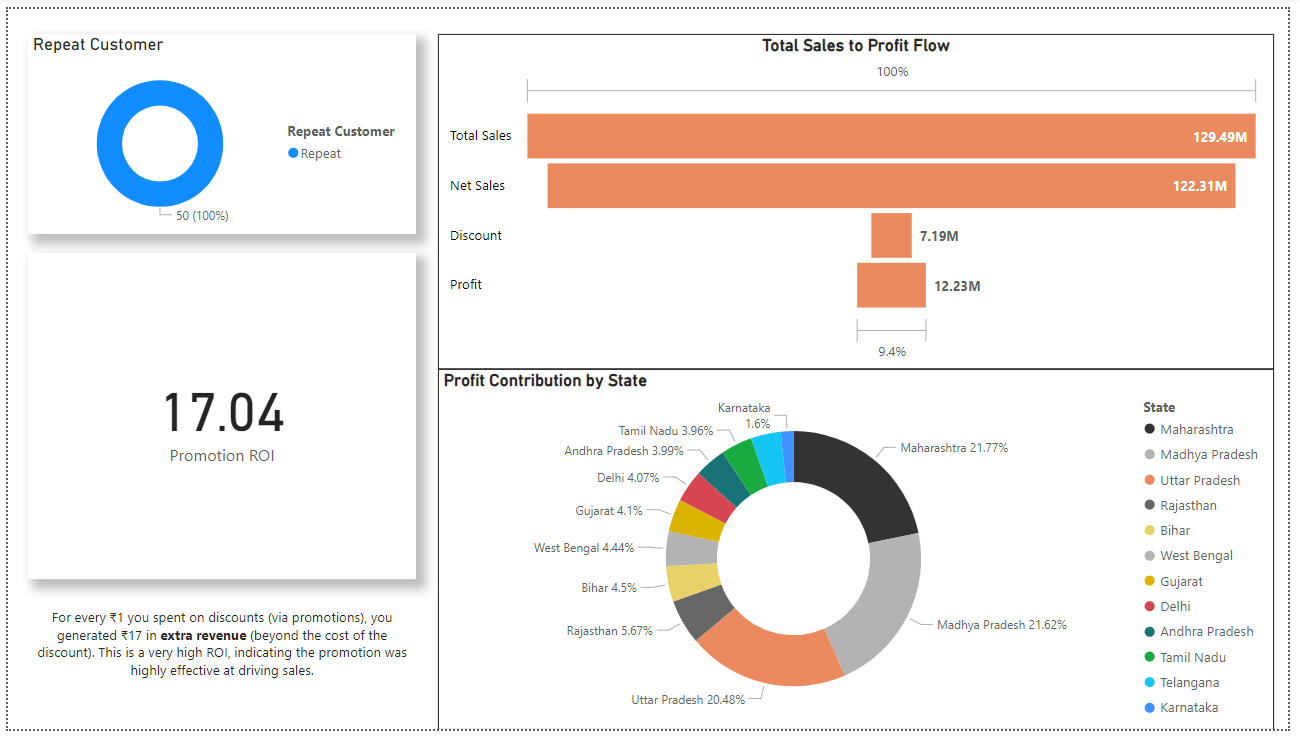 Repeat Customer
Repeat Customer
Repeat
50 (100%)
17.04
Promotion ROI
For every ₹1 you spent on discounts (via promotions), you
generated ₹17 in extra revenue (beyond the cost of the
discount). This is a very high ROI, indicating the promotion was
highly effective at driving sales.
Total Sales to Profit Flow
100%
Total Sales
129.49M
Net Sales
122.31M
Discount
7.19M
Profit
12.23M
9.4%
Profit Contribution by State
Karnataka
1.6%
Tamil Nadu 3.96%
Andhra Pradesh 3.99%
Delhi 4.07%
Gujarat 4.1%
West Bengal 4.44%
Bihar 4.5%
Rajasthan 5.67%
Uttar Pradesh 20.48%
Maharashtra 21.77%
Madhya Pradesh 21.62%
State
Maharashtra
Madhya Pradesh
Uttar Pradesh
Rajasthan
Bihar
West Bengal
Gujarat
Delhi
Andhra Pradesh
Tamil Nadu
Telangana
Karnataka